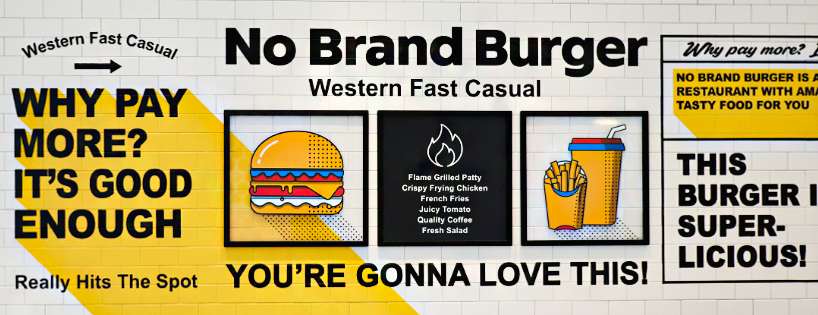 Western Fast Casual
WHY PAY
MORE?
IT'S GOOD
ENOUGH
Really Hits The Spot
No Brand Burger
Western Fast Casual
Flame Grilled Patty
Crispy Frying Chicken
French Fries
Juicy Tomato
Quality Coffee
Fresh Salad
YOU'RE GONNA LOVE THIS!
Why pay more?
NO BRAND BURGER IS A
RESTAURANT WITH
TASTY FOOD FOR YOU
THIS
BURGER
SUPER-
LICIOUS!